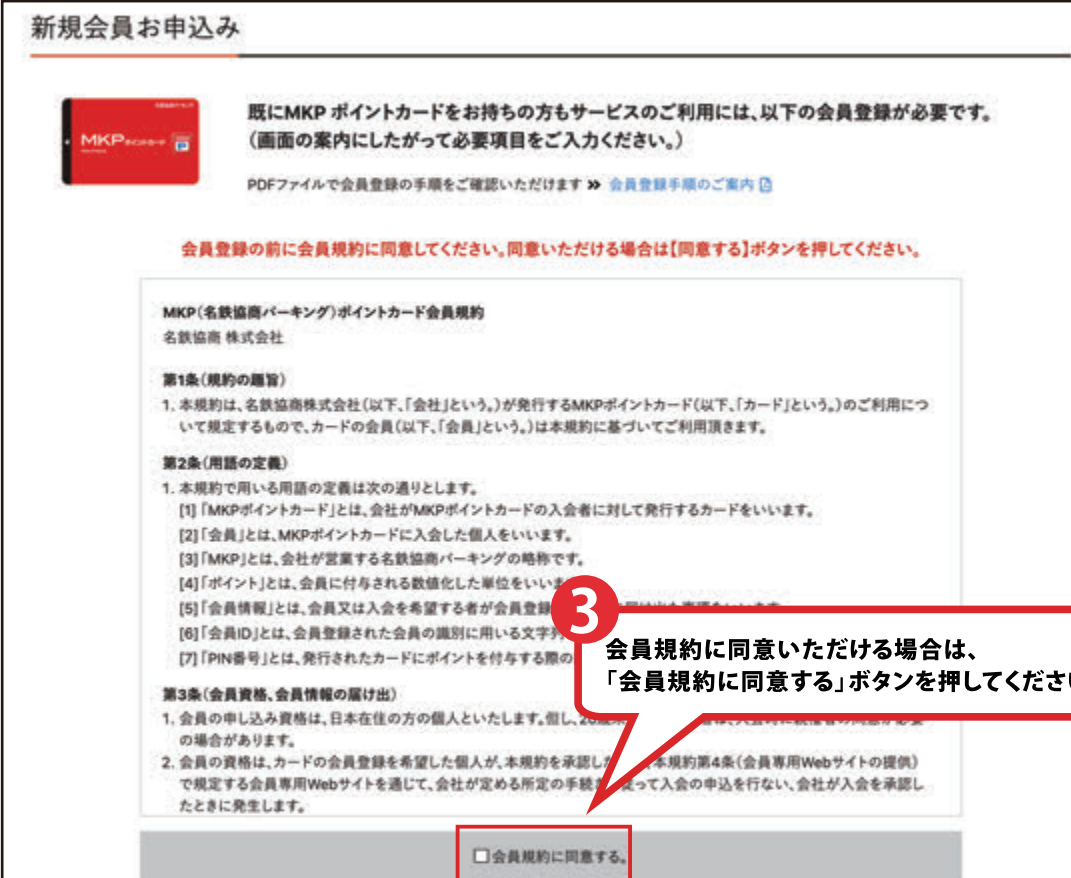 新規会員お申込み
MKPポイントカード
P
既にMKP ポイントカードをお持ちの方もサービスのご利用には、以下の会員登録が必要です。
(画面の案内にしたがって必要項目をご入力ください。)
PDFファイルで会員登録の手順をご確認いただけます » 会員登録手順のご案内
会員登録の前に会員規約に同意してください。同意いただける場合は【同意する】ボタンを押してください。
MKP(名鉄協商パーキング)ポイントカード会員規約
名鉄協商 株式会社
第1条(規約の趣旨)
1. 本規約は、名鉄協商株式会社(以下、「会社」という。)が発行するMKPポイントカード(以下、「カード」という。)のご利用につ
いて規定するもので、カードの会員(以下、「会員」という。)は本規約に基づいてご利用頂きます。
第2条(用語の定義)
1. 本規約で用いる用語の定義は次の通りとします。
[1]「MKPポイントカード」とは、会社がMKPポイントカードの入会者に対して発行するカードをいいます。
[2]「会員」とは、MKPポイントカードに入会した個人をいいます。
[3]「MKP」とは、会社が営業する名鉄協商パーキングの略称です。
[4]「ポイント」とは、会員に付与される数値化した単位をいいま
[5]「会員情報」とは、会員又は入会を希望する者が会員登録
[6]「会員ID」とは、会員登録された会員の識別に用いる文字列
[7]「PIN番号」とは、発行されたカードにポイントを付与する際の
3
会員規約に同意いただける場合は、
「会員規約に同意する」ボタンを押してくださ
第3条(会員資格、会員情報の届け出)
1. 会員の申し込み資格は、日本在住の方の個人といたします。但し、
の場合があります。
2. 会員の資格は、カードの会員登録を希望した個人が、本規約を承認し 本規約第4条(会員専用Webサイトの提供)
で規定する会員専用Webサイトを通じて、会社が定める所定の手続 従って入会の申込を行ない、会社が入会を承認し
たときに発生します。
会員規約に同意する。